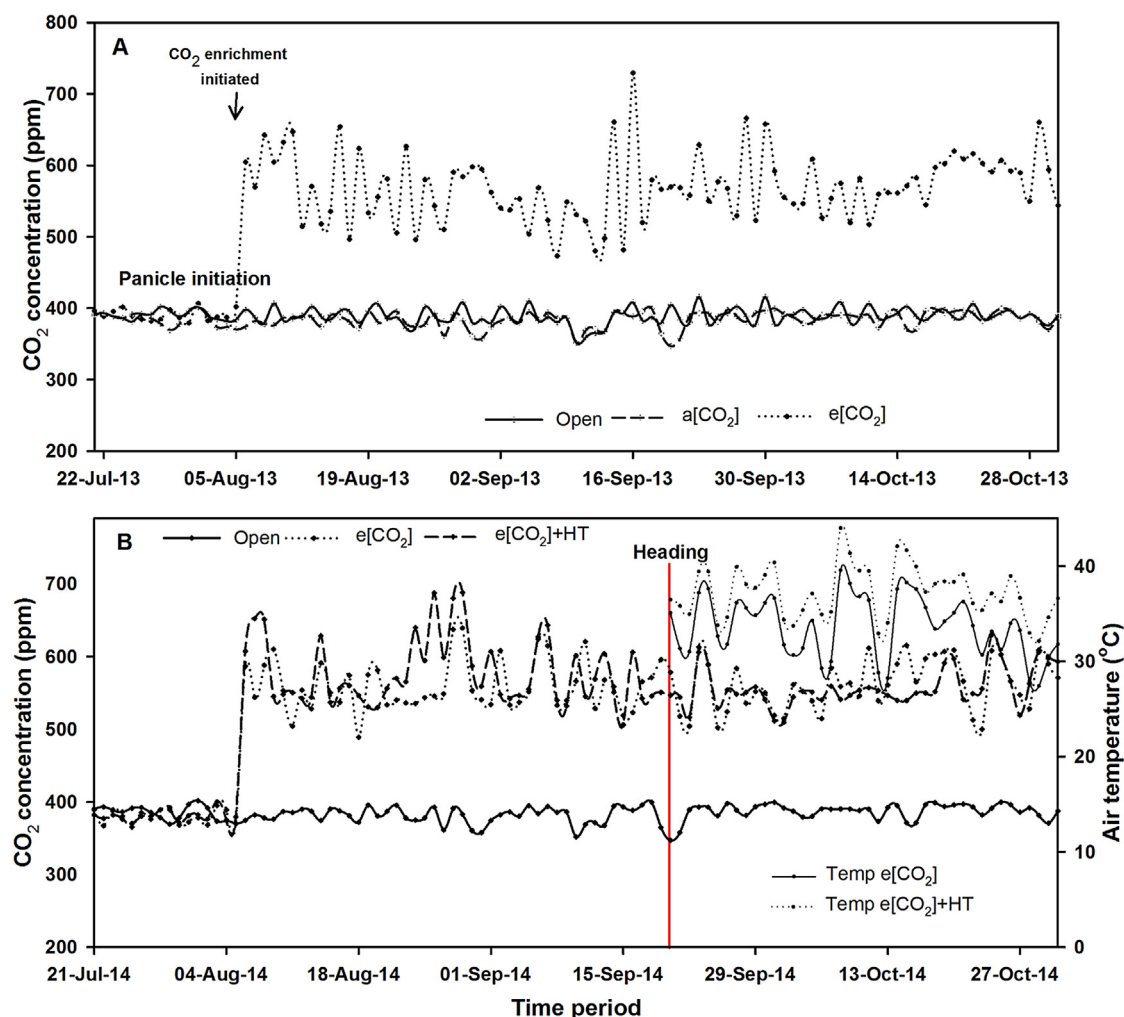 800
A
CO2 enrichment
initiated
700
600
500
Panicle initiation
400
300
200
CO2 concentration (ppm)
Open a[CO2] e[CO2]
22-Jul-13 05-Aug-13 19-Aug-13 02-Sep-13 16-Sep-13 30-Sep-13 14-Oct-13 28-Oct-13
B
Open e[CO2] e[CO2]+HT
Heading
700
600
500
400
300
200
CO2 concentration (ppm)
40
30
20
10
0
Air temperature (°C)
Temp e[CO2]
Temp e[CO2]+HT
21-Jul-14 04-Aug-14 18-Aug-14 01-Sep-14 15-Sep-14 29-Sep-14 13-Oct-14 27-Oct-14
Time period